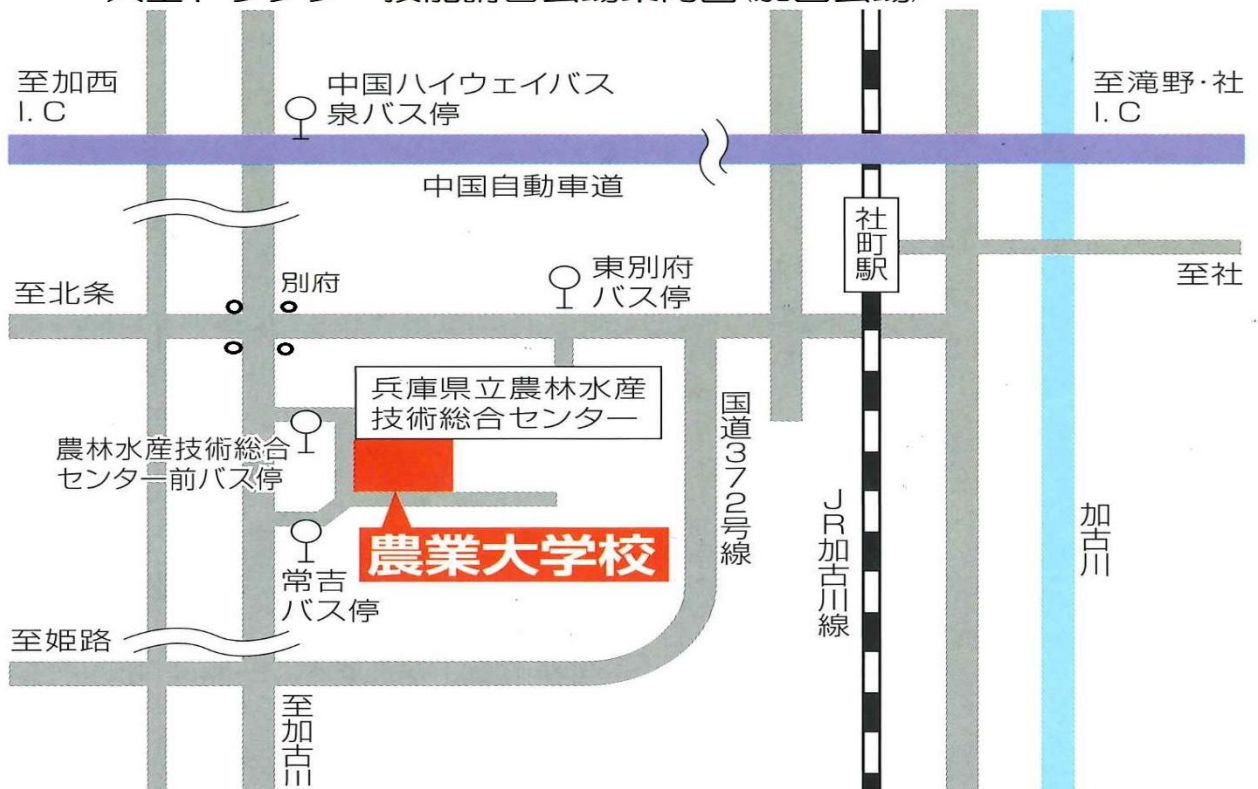 至加西
I.C
中国ハイウェイバス
泉バス停
至滝野・社
I.C
中国自動車道
社町駅
至社
東別府
バス停
別府
至北条
兵庫県立農林水産
技術総合センター
国道372号線
農林水産技術総合
センター前バス停
JR加古川線
加古川
農業大学校
常吉
バス停
至姫路
至加古川